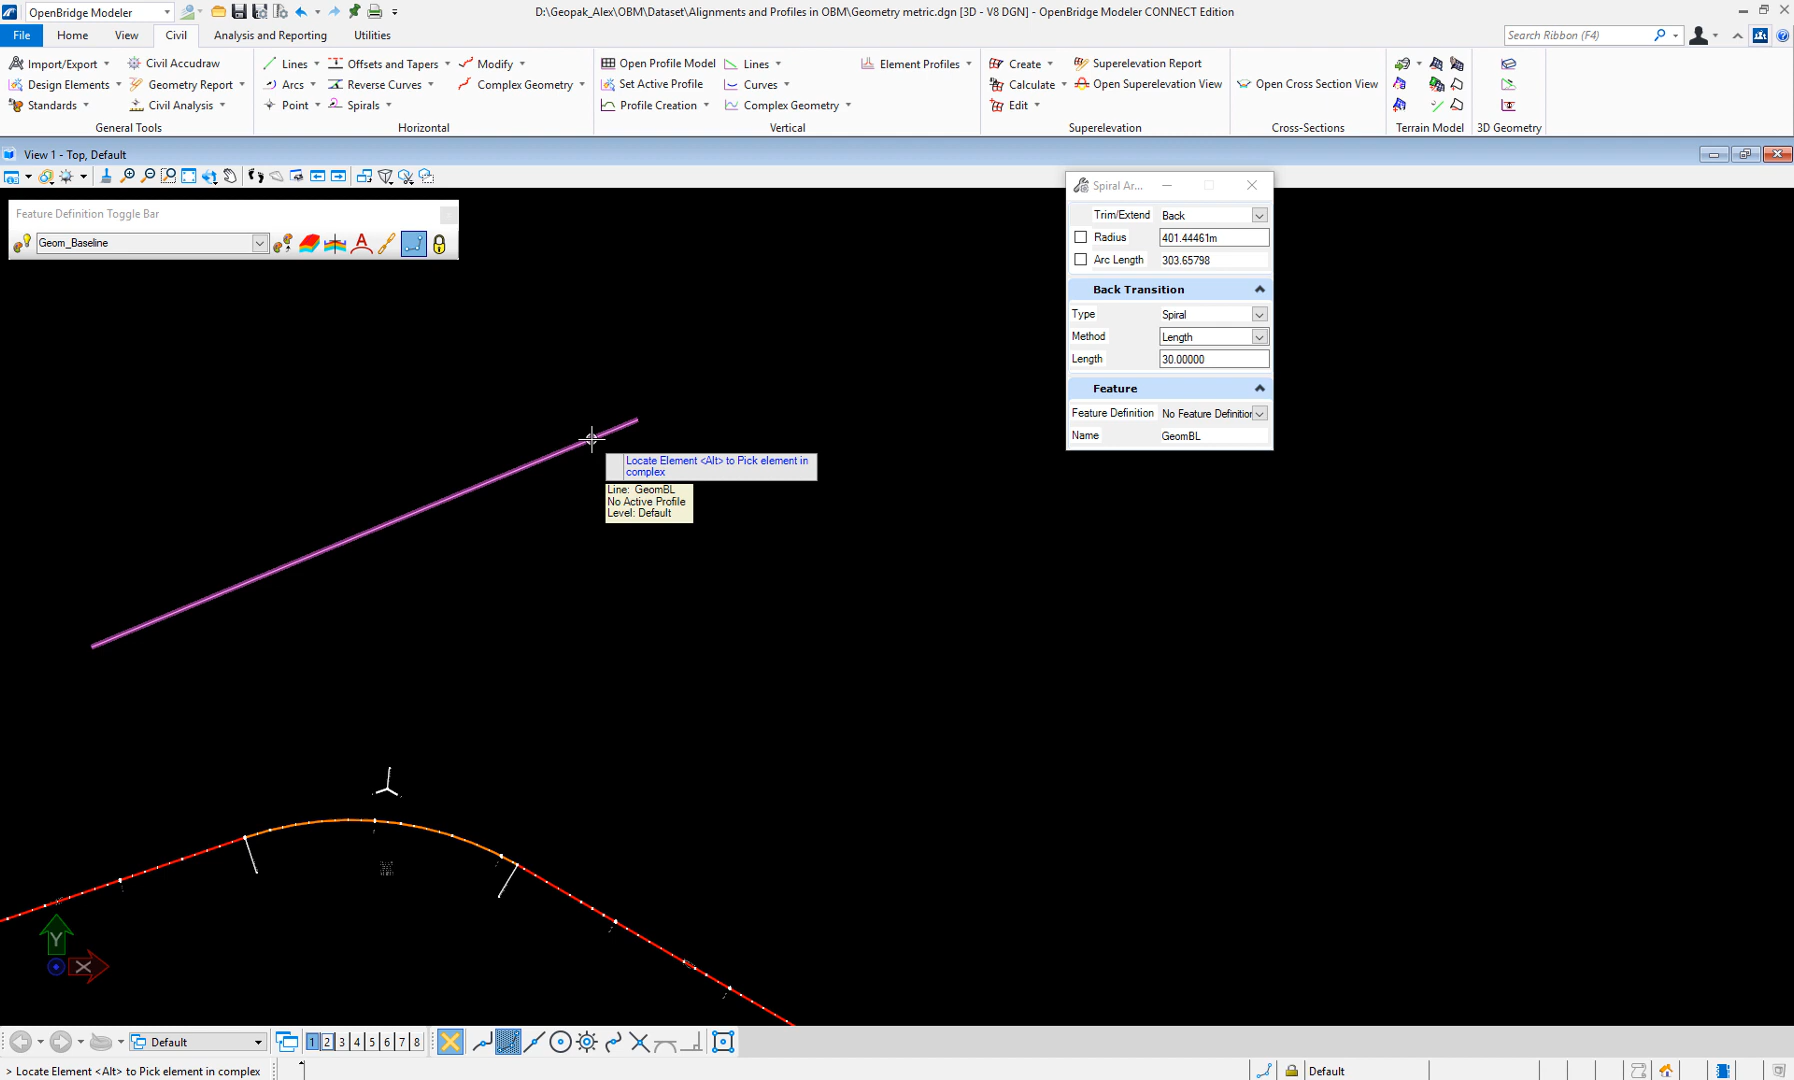 OpenBridge Modeler
D:\Geopak_Alex\OBM\Dataset\Alignments and Profiles in OBM\Geometry metric.dgn [3D - V8 DGN] - OpenBridge Modeler CONNECT Edition
File Home View Civil Analysis and Reporting Utilities
Search Ribbon (F4)
Import/Export Civil Accudraw
Design Elements Geometry Report
Standards Civil Analysis
General Tools
Lines Offsets and Tapers Modify
Arcs Reverse Curves Complex Geometry
Point Spirals
Horizontal
Open Profile Model Lines Element Profiles
Set Active Profile Curves
Profile Creation Complex Geometry
Vertical
Create Superelevation Report
Calculate Open Superelevation View
Edit
Superelevation
Open Cross Section View
Cross-Sections
Terrain Model
3D Geometry
View 1 - Top, Default
Feature Definition Toggle Bar
Geom_Baseline
Spiral Ar...
Trim/Extend Back
Radius 401.44461m
Arc Length 303.65798
Back Transition
Type Spiral
Method Length
Length 30.00000
Feature
Feature Definition No Feature Definition
Name GeomBL
Locate Element <Alt> to Pick element in
complex
Line: GeomBL
No Active Profile
Level: Default
Y
X
Default
1 2 3 4 5 6 7 8
> Locate Element <Alt> to Pick element in complex
Default